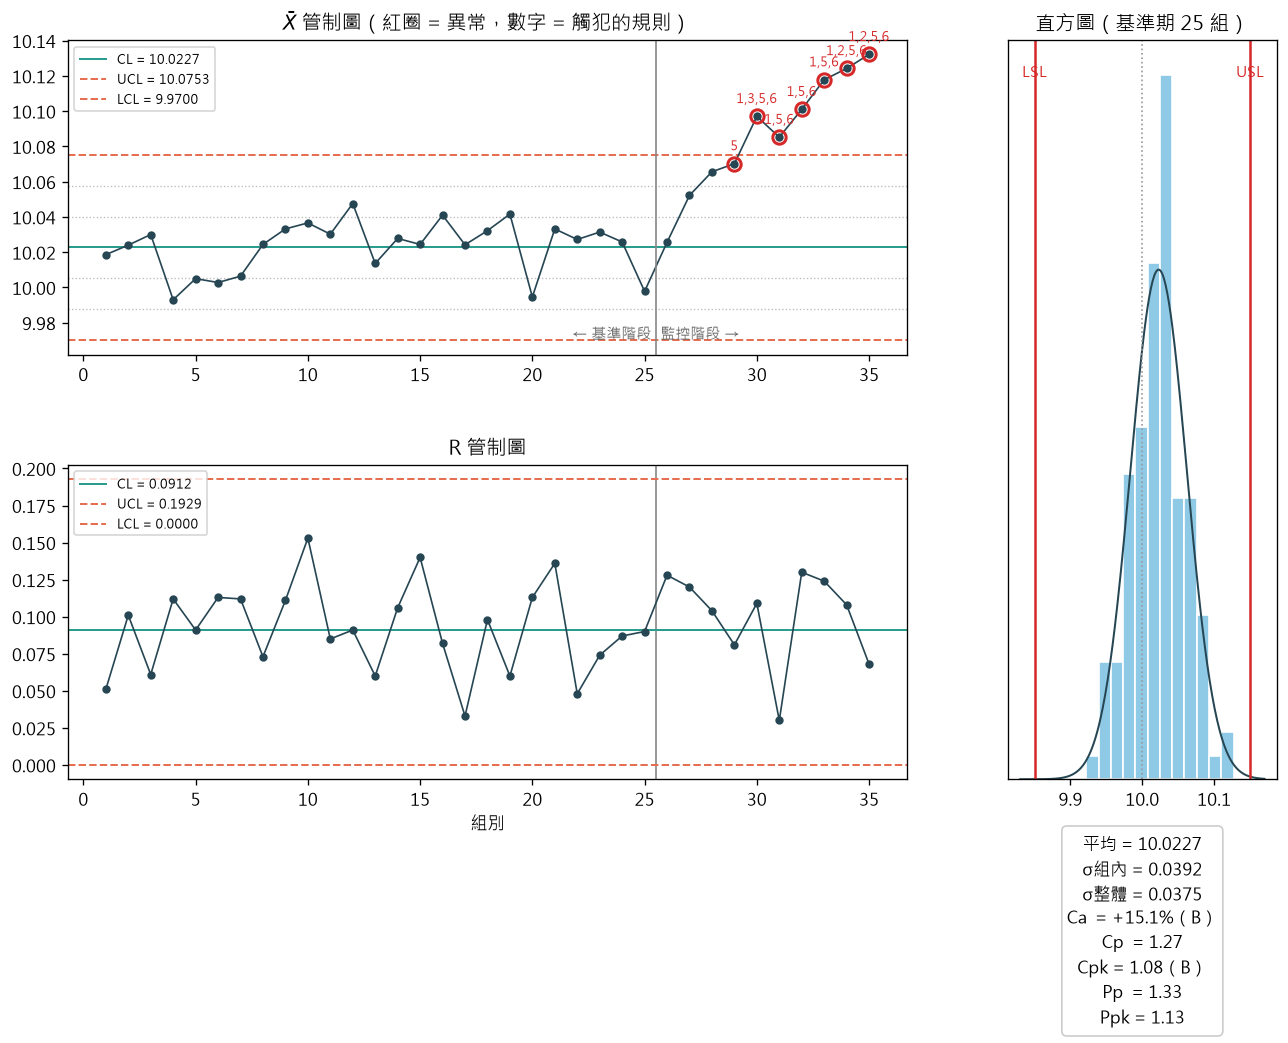 X̄ 管制圖（紅圈 = 異常，數字 = 觸犯的規則）
CL = 10.0227
UCL = 10.0753
LCL = 9.9700
10.14
10.12
10.10
10.08
10.06
10.04
10.02
10.00
9.98
5
1,3,5,6
1,5,6
1,5,6
1,5,6
1,2,5,6
1,2,5,6
← 基準階段
監控階段 →
0 5 10 15 20 25 30 35
R 管制圖
CL = 0.0912
UCL = 0.1929
LCL = 0.0000
0.200
0.175
0.150
0.125
0.100
0.075
0.050
0.025
0.000
0 5 10 15 20 25 30 35
組別
直方圖（基準期 25 組）
LSL
USL
9.9 10.0 10.1
平均 = 10.0227
σ組內 = 0.0392
σ整體 = 0.0375
Ca = +15.1%（B）
Cp = 1.27
Cpk = 1.08（B）
Pp = 1.33
Ppk = 1.13